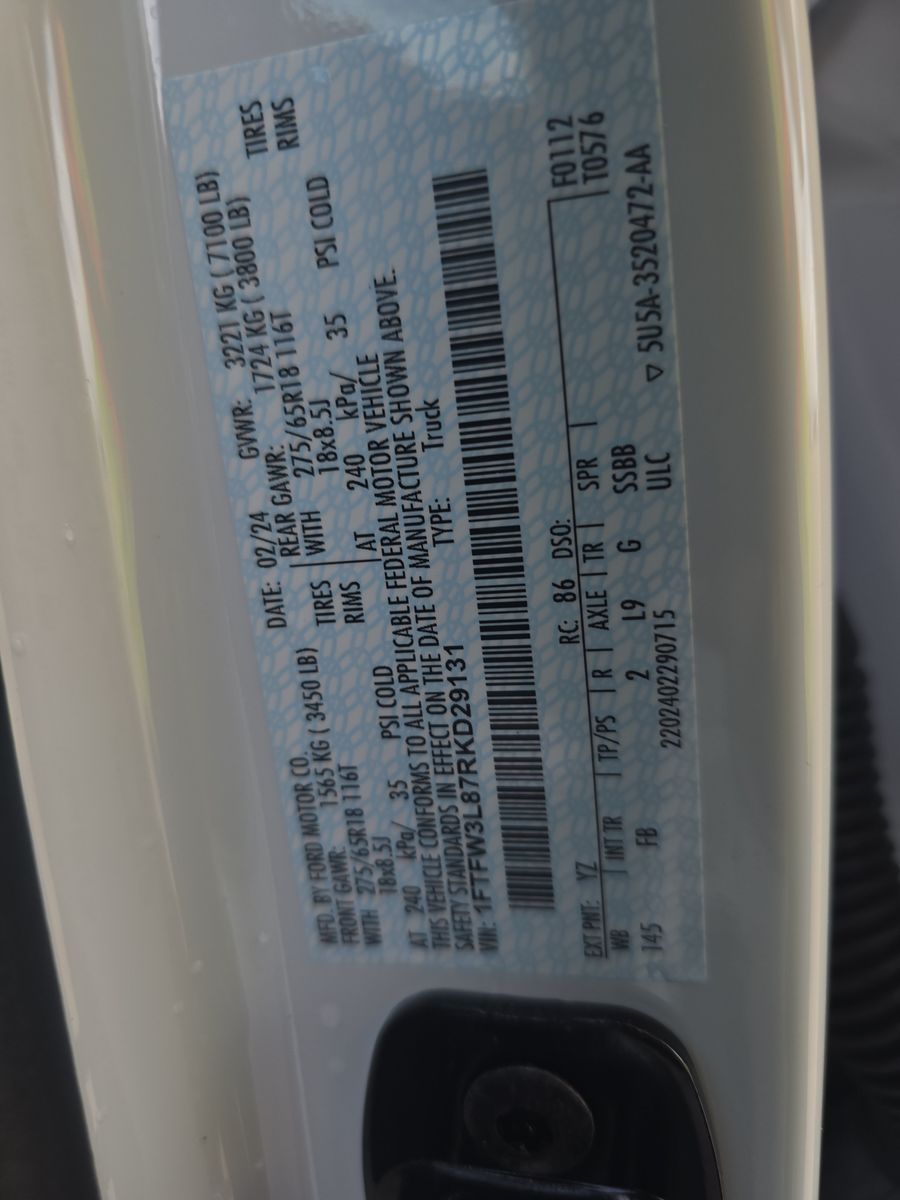 MFD. BY FORD MOTOR CO. DATE: 02/24 GVWR: 3221 KG ( 7100 LB)
FRONT GAWR: 1565 KG ( 3450 LB) REAR GAWR: 1724 KG ( 3800 LB)
WITH 275/65R18 116T TIRES WITH 275/65R18 116T TIRES
18x8.5J RIMS 18x8.5J RIMS
AT 240 kPa/ 35 PSI COLD AT 240 kPa/ 35 PSI COLD
THIS VEHICLE CONFORMS TO ALL APPLICABLE FEDERAL MOTOR VEHICLE
SAFETY STANDARDS IN EFFECT ON THE DATE OF MANUFACTURE SHOWN ABOVE.
VIN: 1FTFW3L87RKD29131 TYPE: Truck
F0112
EXT PNT: YZ RC: 86 DSO: T0576
WB INT TR TP/PS R AXLE TR SPR
145 FB 2 L9 G SSBB
2202402290715 ULC ▽ 5U5A-3520472-AA